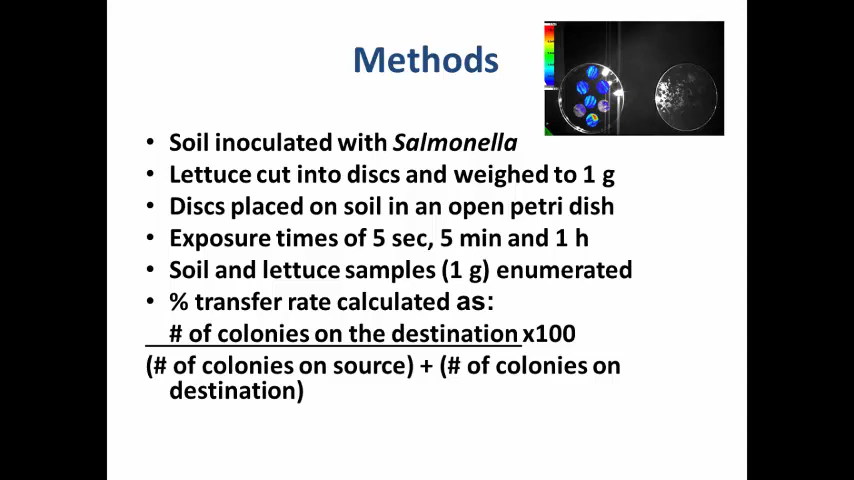 Methods
• Soil inoculated with Salmonella
• Lettuce cut into discs and weighed to 1 g
• Discs placed on soil in an open petri dish
• Exposure times of 5 sec, 5 min and 1 h
• Soil and lettuce samples (1 g) enumerated
• % transfer rate calculated as:
# of colonies on the destination x100
(# of colonies on source) + (# of colonies on
destination)